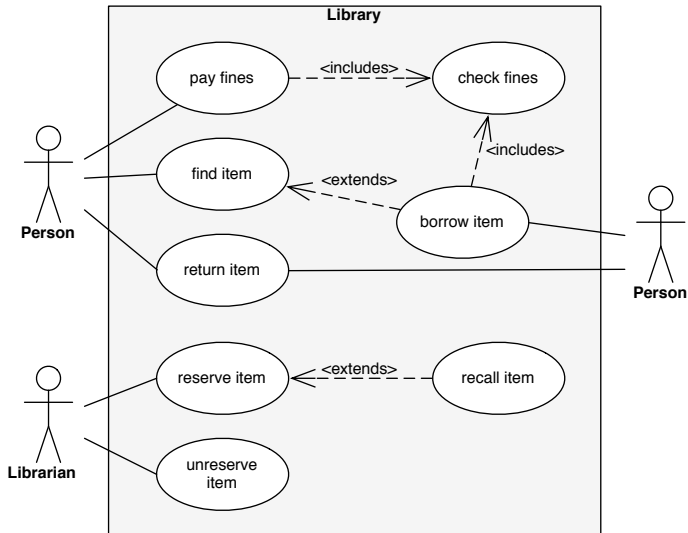 Library
pay fines
<includes>
check fines
<includes>
find item
<extends>
borrow item
Person
return item
Person
reserve item
<extends>
recall item
Librarian
unreserve
item